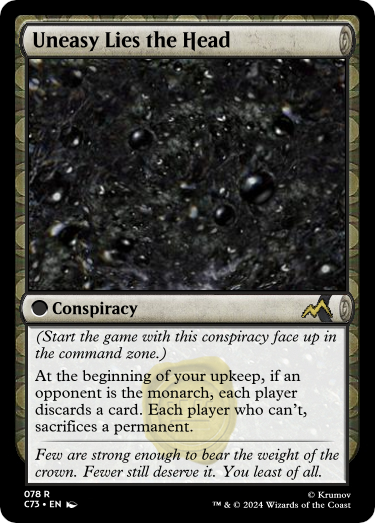 Uneasy Lies the Head
Conspiracy
(Start the game with this conspiracy face up in
the command zone.)
At the beginning of your upkeep, if an
opponent is the monarch, each player
discards a card. Each player who can't,
sacrifices a permanent.
Few are strong enough to bear the weight of the
crown. Fewer still deserve it. You least of all.
078 R
C73 • EN
© Krumov
™ & © 2024 Wizards of the Coast